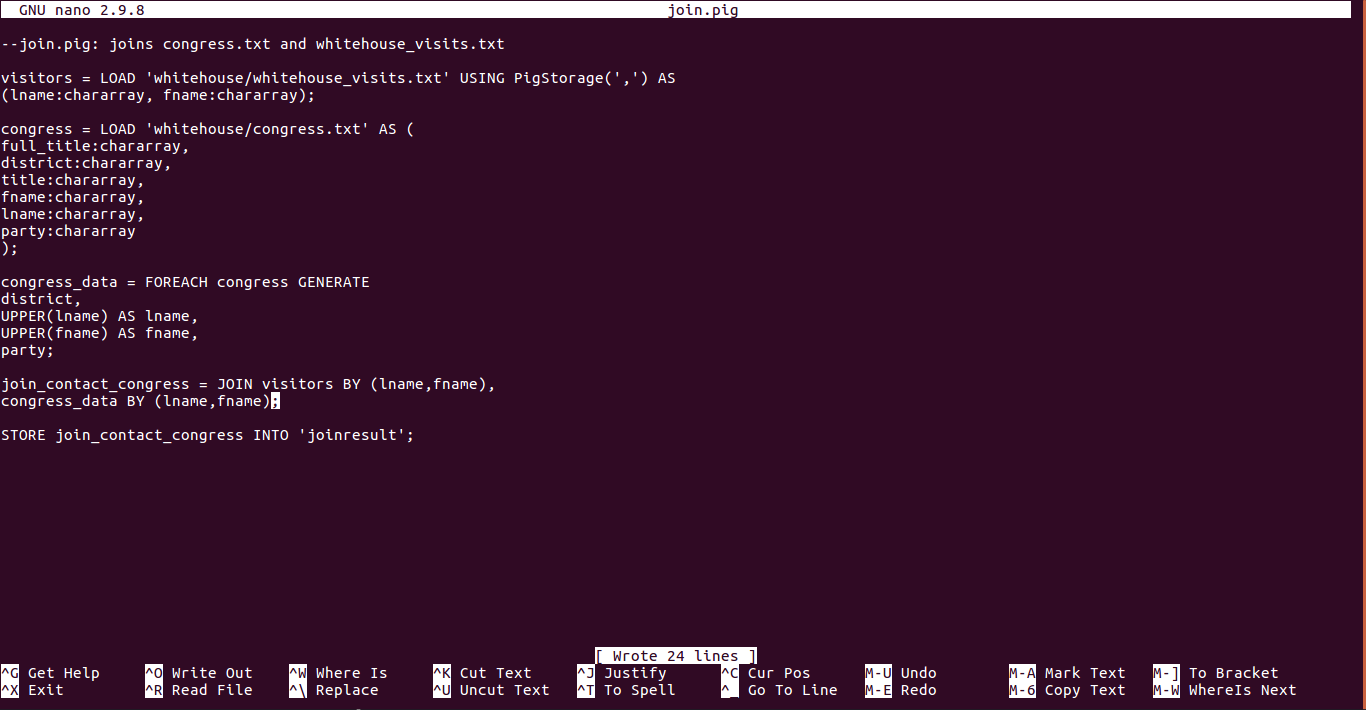 GNU nano 2.9.8 join.pig
--join.pig: joins congress.txt and whitehouse_visits.txt
visitors = LOAD 'whitehouse/whitehouse_visits.txt' USING PigStorage(',') AS
(lname:chararray, fname:chararray);
congress = LOAD 'whitehouse/congress.txt' AS (
full_title:chararray,
district:chararray,
title:chararray,
fname:chararray,
lname:chararray,
party:chararray
);
congress_data = FOREACH congress GENERATE
district,
UPPER(lname) AS lname,
UPPER(fname) AS fname,
party;
join_contact_congress = JOIN visitors BY (lname,fname),
congress_data BY (lname,fname);
STORE join_contact_congress INTO 'joinresult';
[ Wrote 24 lines ]
^G Get Help ^O Write Out ^W Where Is ^K Cut Text ^J Justify ^C Cur Pos M-U Undo M-A Mark Text M-] To Bracket
^X Exit ^R Read File ^\ Replace ^U Uncut Text ^T To Spell ^_ Go To Line M-E Redo M-6 Copy Text M-W WhereIs Next